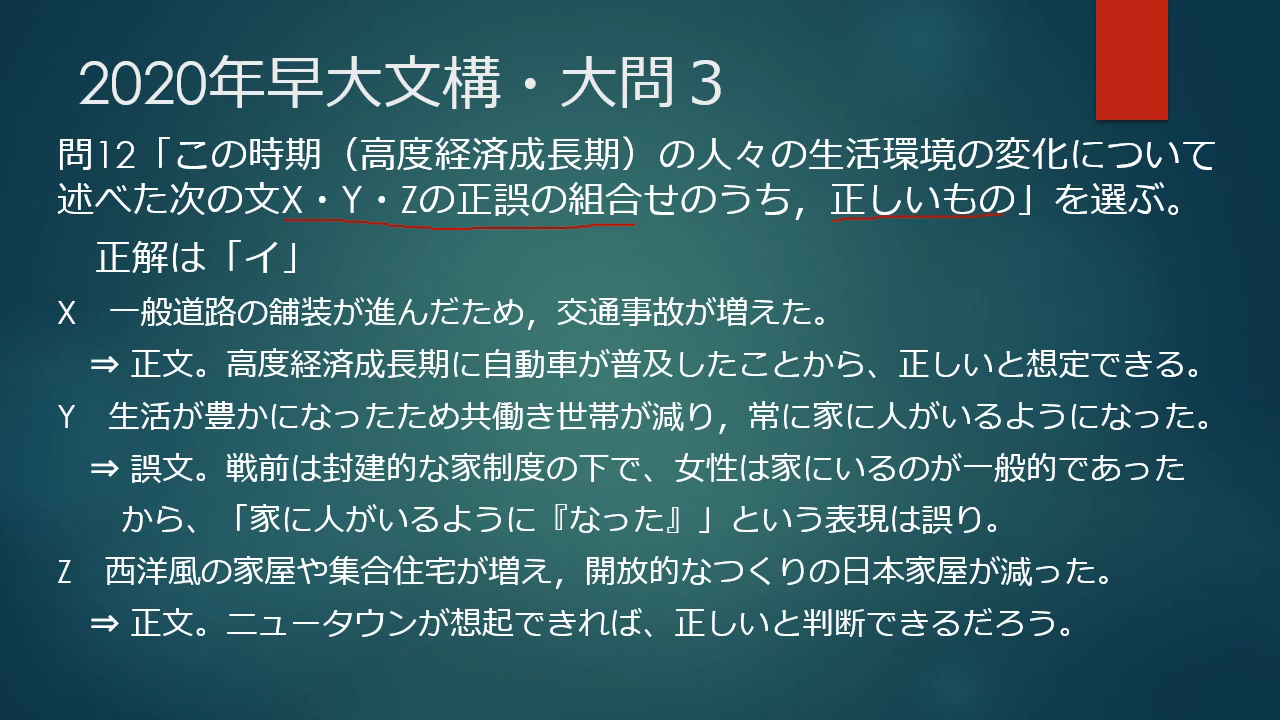 2020年早大文構・大問３
問12「この時期（高度経済成長期）の人々の生活環境の変化について
述べた次の文X・Y・Zの正誤の組合せのうち，正しいもの」を選ぶ。
正解は「イ」
X　一般道路の舗装が進んだため，交通事故が増えた。
⇒ 正文。高度経済成長期に自動車が普及したことから、正しいと想定できる。
Y　生活が豊かになったため共働き世帯が減り，常に家に人がいるようになった。
⇒ 誤文。戦前は封建的な家制度の下で、女性は家にいるのが一般的であった
から、「家に人がいるように『なった』」という表現は誤り。
Z　西洋風の家屋や集合住宅が増え，開放的なつくりの日本家屋が減った。
⇒ 正文。ニュータウンが想起できれば、正しいと判断できるだろう。